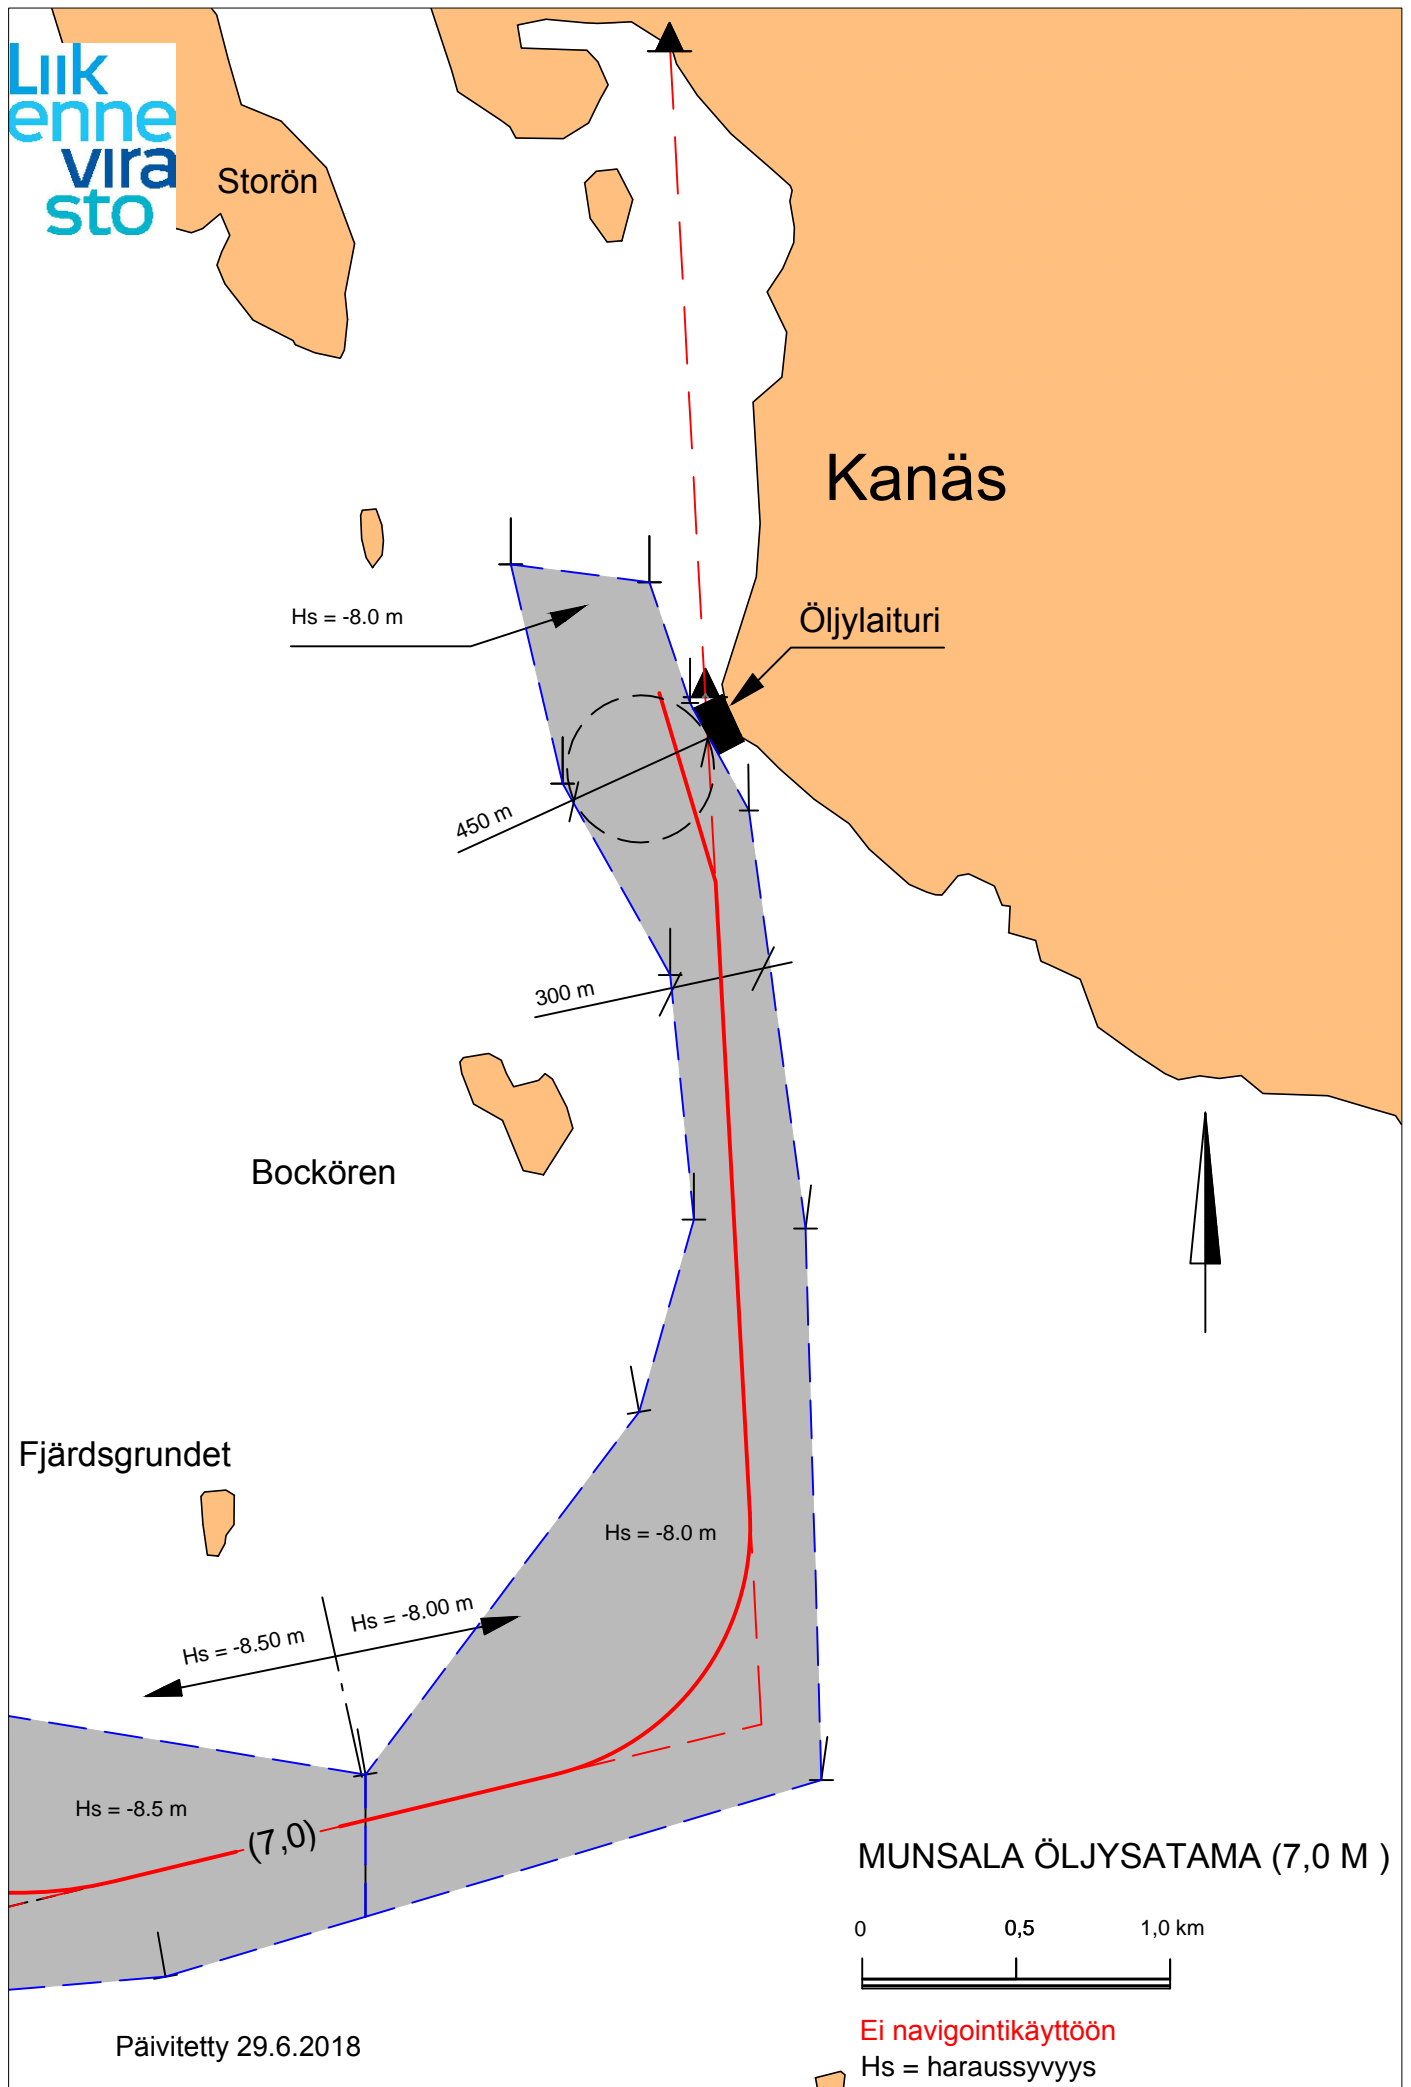 Liik
enne
vira
sto
Storön
Kanäs
Hs = -8.0 m
Öljylaituri
450 m
300 m
Bockören
Fjärdsgrundet
Hs = -8.0 m
Hs = -8.50 m
Hs = -8.00 m
Hs = -8.5 m
(7,0)
MUNSALA ÖLJYSATAMA (7,0 M )
0 0,5 1,0 km
Ei navigointikäyttöön
Päivitetty 29.6.2018
Hs = haraussyvyys